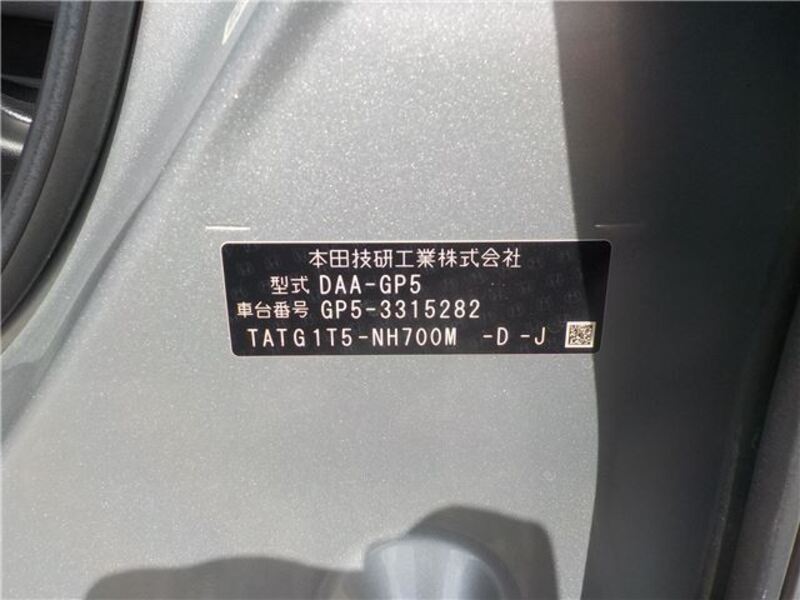 本田技研工業株式会社
型式 DAA-GP5
車台番号 GP5-3315282
TATG1T5-NH700M -D -J